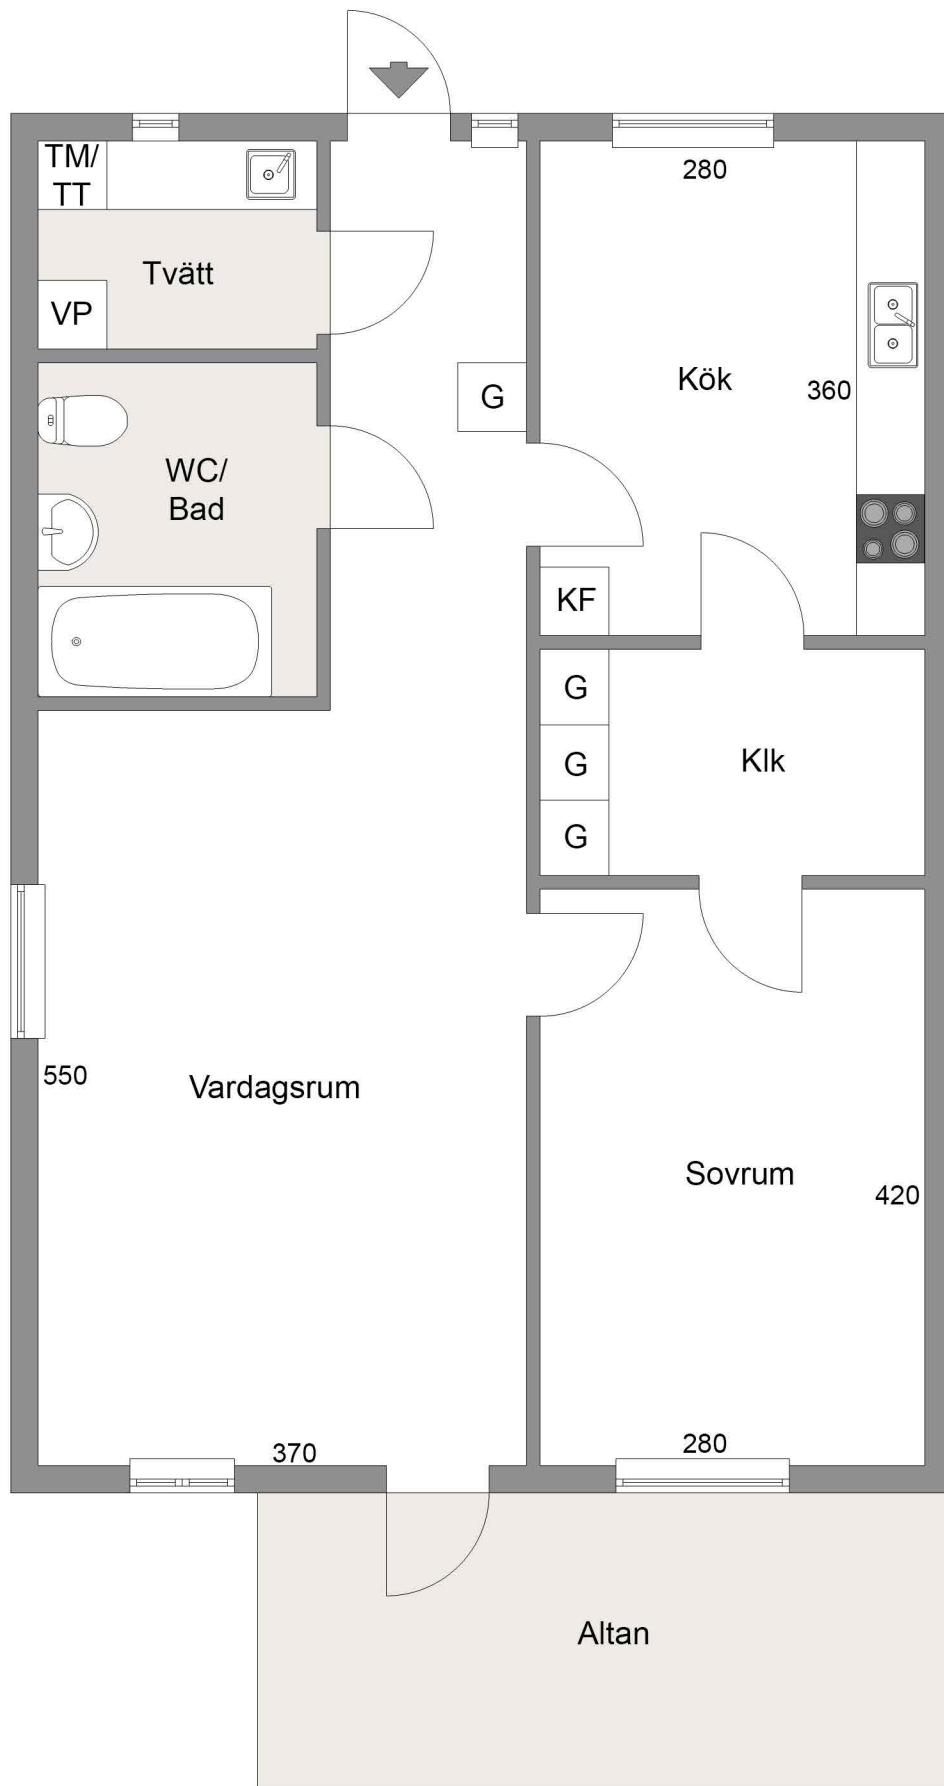 TM/
TT
280
Tvätt
VP
Kök
360
G
WC/
Bad
KF
G
G
Klk
G
550
Vardagsrum
Sovrum
420
370
280
Altan